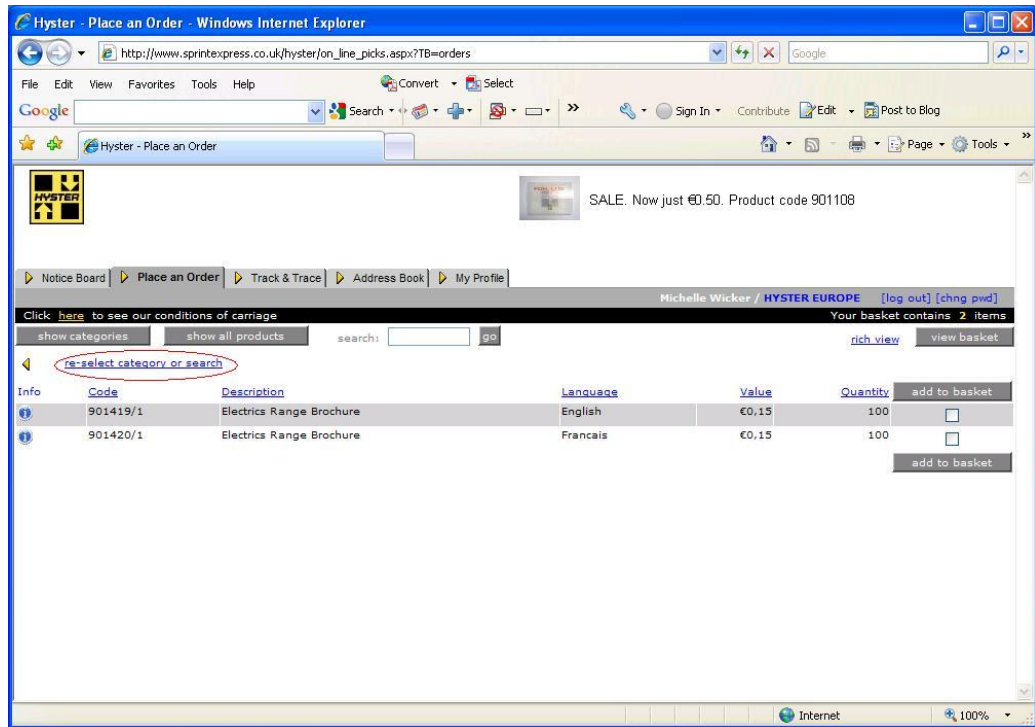 Hyster - Place an Order - Windows Internet Explorer
http://www.sprintexpress.co.uk/hyster/on_line_picks.aspx?TB=orders
Google
File Edit View Favorites Tools Help Convert Select
Google Search Sign In Contribute Edit Post to Blog
Hyster - Place an Order Page Tools
HYSTER
SALE. Now just €0.50. Product code 901108
Notice Board Place an Order Track & Trace Address Book My Profile
Michelle Wicker / HYSTER EUROPE [log out] [chng pwd]
Click here to see our conditions of carriage Your basket contains 2 items
show categories show all products search: go rich view view basket
re-select category or search
Info Code Description Language Value Quantity add to basket
901419/1 Electrics Range Brochure English €0,15 100
901420/1 Electrics Range Brochure Francais €0,15 100
add to basket
Internet 100%